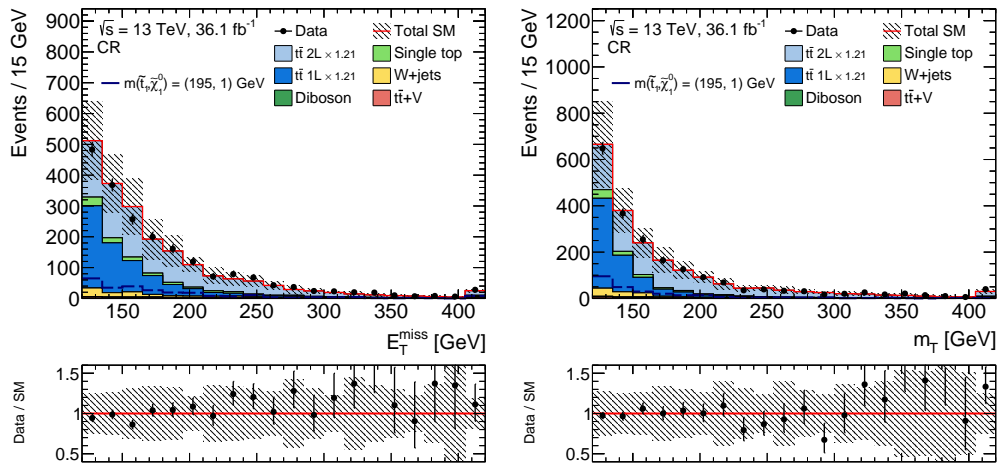 √s = 13 TeV, 36.1 fb⁻¹
CR
Data
Total SM
tt̄ 2L × 1.21
Single top
tt̄ 1L × 1.21
W+jets
Diboson
tt̄+V
m(t̃₁,χ̃₁⁰) = (195, 1) GeV
Events / 15 GeV
900
800
700
600
500
400
300
200
100
0
150 200 250 300 350 400
E_T^miss [GeV]
Data / SM
1.5
1
0.5
√s = 13 TeV, 36.1 fb⁻¹
CR
Data
Total SM
tt̄ 2L × 1.21
Single top
tt̄ 1L × 1.21
W+jets
Diboson
tt̄+V
m(t̃₁,χ̃₁⁰) = (195, 1) GeV
Events / 15 GeV
1200
1000
800
600
400
200
0
150 200 250 300 350 400
m_T [GeV]
Data / SM
1.5
1
0.5